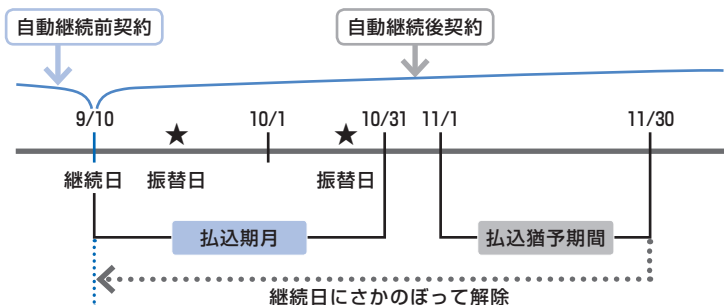 自動継続前契約
自動継続後契約
9/10
10/1
10/31
11/1
11/30
継続日
振替日
振替日
払込期月
払込猶予期間
継続日にさかのぼって解除